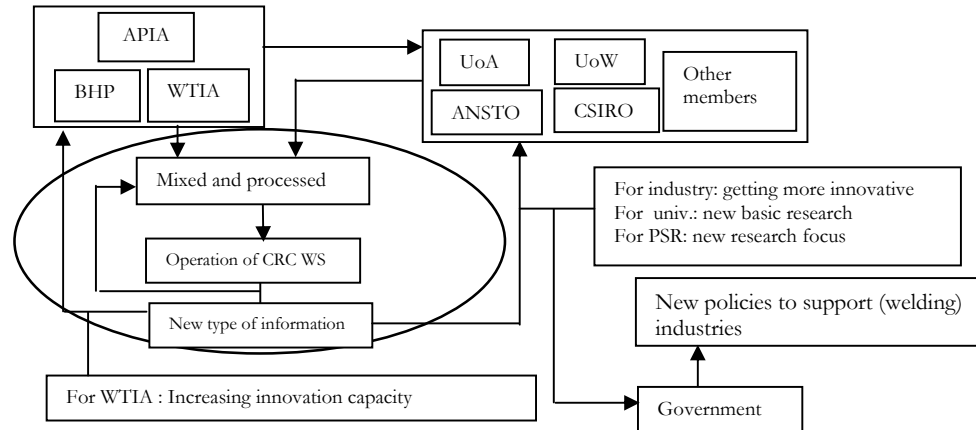 APIA
BHP
WTIA
UoA
UoW
ANSTO
CSIRO
Other
members
Mixed and processed
Operation of CRC WS
New type of information
For WTIA : Increasing innovation capacity
For industry: getting more innovative
For univ.: new basic research
For PSR: new research focus
New policies to support (welding)
industries
Government